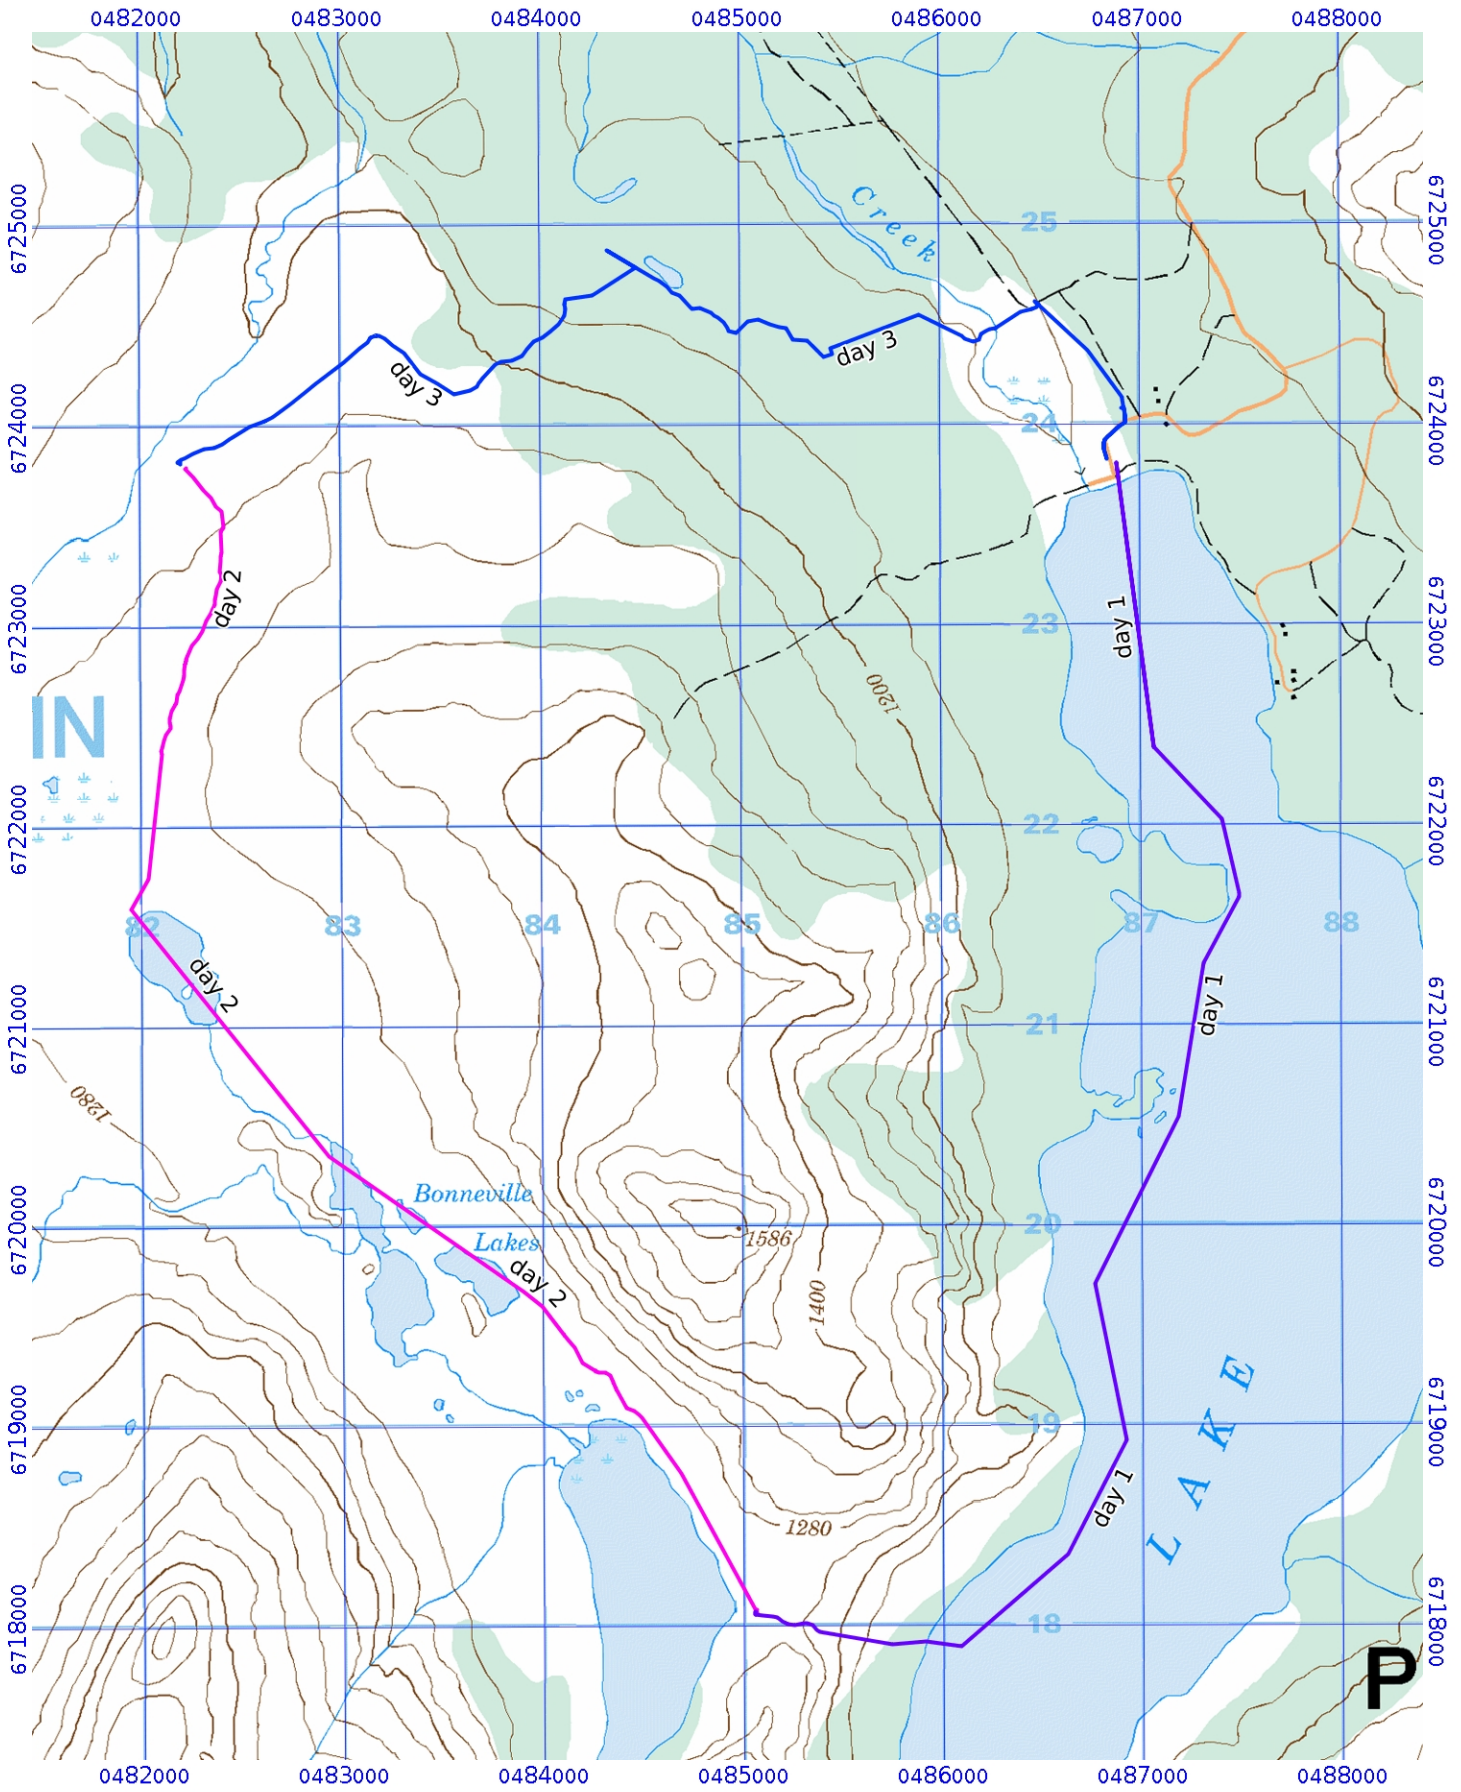 0482000 0483000 0484000 0485000 0486000 0487000 0488000
6725000 Creek 25 6725000
day 3
day 3
6724000 24 6724000
day 2
day 1
6723000 23 6723000
1200
IN
6722000 22 6722000
82 83 84 85 86 87 88
day 2
day 1
6721000 21 6721000
1280
Bonneville
6720000 20 6720000
1586
Lakes
day 2
1400
LAKE
6719000 19 6719000
day 1
1280
6718000 18 6718000
P
0482000 0483000 0484000 0485000 0486000 0487000 0488000